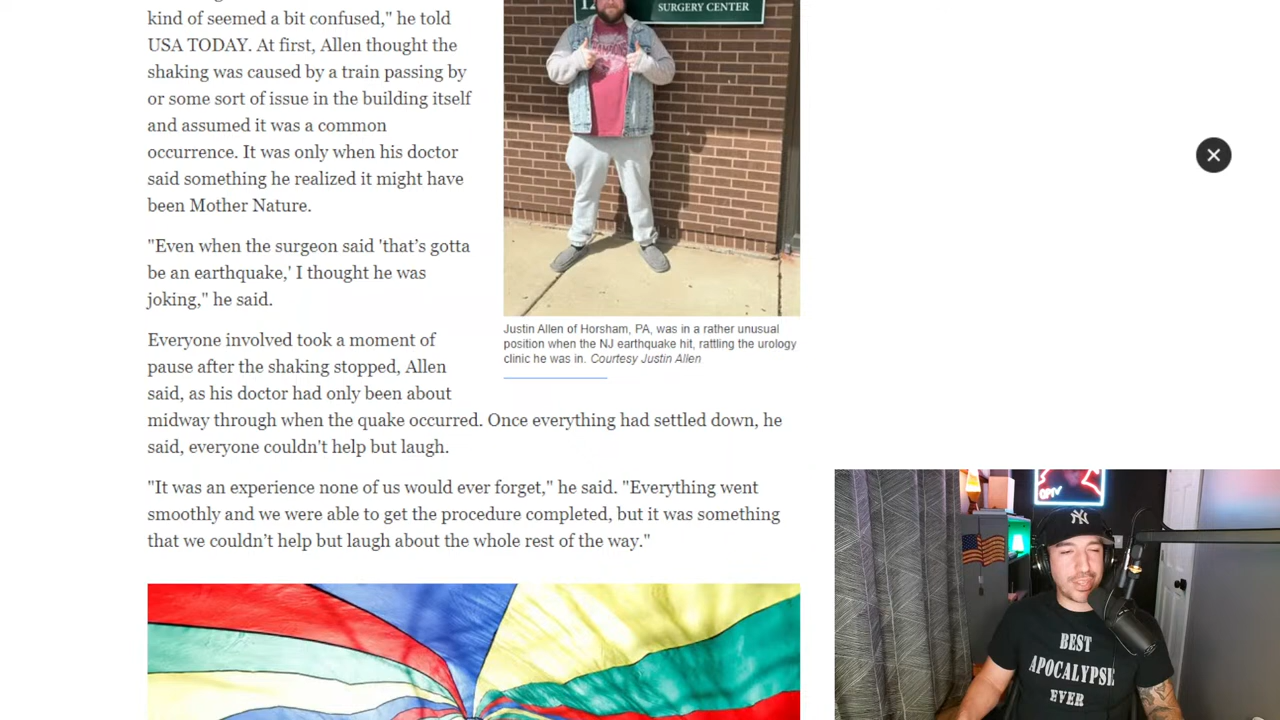 kind of seemed a bit confused," he told
USA TODAY. At first, Allen thought the
shaking was caused by a train passing by
or some sort of issue in the building itself
and assumed it was a common
occurrence. It was only when his doctor
said something he realized it might have
been Mother Nature.
"Even when the surgeon said 'that’s gotta
be an earthquake,' I thought he was
joking," he said.
Everyone involved took a moment of
pause after the shaking stopped, Allen
said, as his doctor had only been about
midway through when the quake occurred. Once everything had settled down, he
said, everyone couldn't help but laugh.
"It was an experience none of us would ever forget," he said. "Everything went
smoothly and we were able to get the procedure completed, but it was something
that we couldn’t help but laugh about the whole rest of the way."
SURGERY CENTER
Justin Allen of Horsham, PA, was in a rather unusual
position when the NJ earthquake hit, rattling the urology
clinic he was in. Courtesy Justin Allen
NY
BEST
APOCALYPSE
EVER